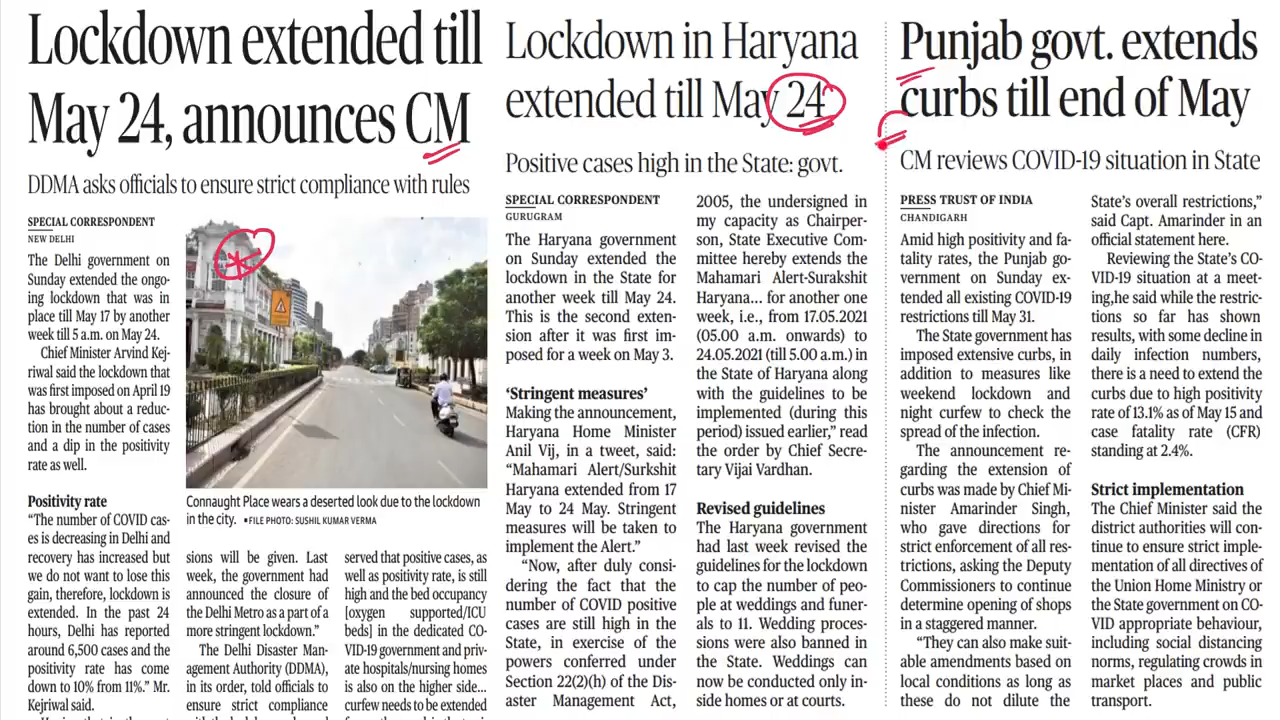 Lockdown extended till
May 24, announces CM
DDMA asks officials to ensure strict compliance with rules
SPECIAL CORRESPONDENT
NEW DELHI
The Delhi government on
Sunday extended the ongo-
ing lockdown that was in
place till May 17 by another
week till 5 a.m. on May 24.
Chief Minister Arvind Kej-
riwal said the lockdown that
was first imposed on April 19
has brought about a reduc-
tion in the number of cases
and a dip in the positivity
rate as well.
Positivity rate
“The number of COVID cas-
es is decreasing in Delhi and
recovery has increased but
we do not want to lose this
gain, therefore, lockdown is
extended. In the past 24
hours, Delhi has reported
around 6,500 cases and the
positivity rate has come
down to 10% from 11%.” Mr.
Kejriwal said.
Connaught Place wears a deserted look due to the lockdown
in the city. ▪FILE PHOTO: SUSHIL KUMAR VERMA
sions will be given. Last
week, the government had
announced the closure of
the Delhi Metro as a part of a
more stringent lockdown.”
The Delhi Disaster Man-
agement Authority (DDMA),
in its order, told officials to
ensure strict compliance
served that positive cases, as
well as positivity rate, is still
high and the bed occupancy
[oxygen supported/ICU
beds] in the dedicated CO-
VID-19 government and priv-
ate hospitals/nursing homes
is also on the higher side...
curfew needs to be extended
Lockdown in Haryana
extended till May 24
Positive cases high in the State: govt.
SPECIAL CORRESPONDENT
GURUGRAM
The Haryana government
on Sunday extended the
lockdown in the State for
another week till May 24.
This is the second exten-
sion after it was first im-
posed for a week on May 3.
‘Stringent measures’
Making the announcement,
Haryana Home Minister
Anil Vij, in a tweet, said:
“Mahamari Alert/Surkshit
Haryana extended from 17
May to 24 May. Stringent
measures will be taken to
implement the Alert.”
“Now, after duly consi-
dering the fact that the
number of COVID positive
cases are still high in the
State, in exercise of the
powers conferred under
Section 22(2)(h) of the Dis-
aster Management Act,
2005, the undersigned in
my capacity as Chairper-
son, State Executive Com-
mittee hereby extends the
Mahamari Alert-Surakshit
Haryana... for another one
week, i.e., from 17.05.2021
(05.00 a.m. onwards) to
24.05.2021 (till 5.00 a.m.) in
the State of Haryana along
with the guidelines to be
implemented (during this
period) issued earlier,” read
the order by Chief Secre-
tary Vijai Vardhan.
Revised guidelines
The Haryana government
had last week revised the
guidelines for the lockdown
to cap the number of peo-
ple at weddings and funer-
als to 11. Wedding proces-
sions were also banned in
the State. Weddings can
now be conducted only in-
side homes or at courts.
Punjab govt. extends
curbs till end of May
CM reviews COVID-19 situation in State
PRESS TRUST OF INDIA
CHANDIGARH
Amid high positivity and fa-
tality rates, the Punjab go-
vernment on Sunday ex-
tended all existing COVID-19
restrictions till May 31.
The State government has
imposed extensive curbs, in
addition to measures like
weekend lockdown and
night curfew to check the
spread of the infection.
The announcement re-
garding the extension of
curbs was made by Chief Mi-
nister Amarinder Singh,
who gave directions for
strict enforcement of all res-
trictions, asking the Deputy
Commissioners to continue
determine opening of shops
in a staggered manner.
“They can also make suit-
able amendments based on
local conditions as long as
these do not dilute the
State’s overall restrictions,”
said Capt. Amarinder in an
official statement here.
Reviewing the State’s CO-
VID-19 situation at a meet-
ing,he said while the restric-
tions so far has shown
results, with some decline in
daily infection numbers,
there is a need to extend the
curbs due to high positivity
rate of 13.1% as of May 15 and
case fatality rate (CFR)
standing at 2.4%.
Strict implementation
The Chief Minister said the
district authorities will con-
tinue to ensure strict imple-
mentation of all directives of
the Union Home Ministry or
the State government on CO-
VID appropriate behaviour,
including social distancing
norms, regulating crowds in
market places and public
transport.